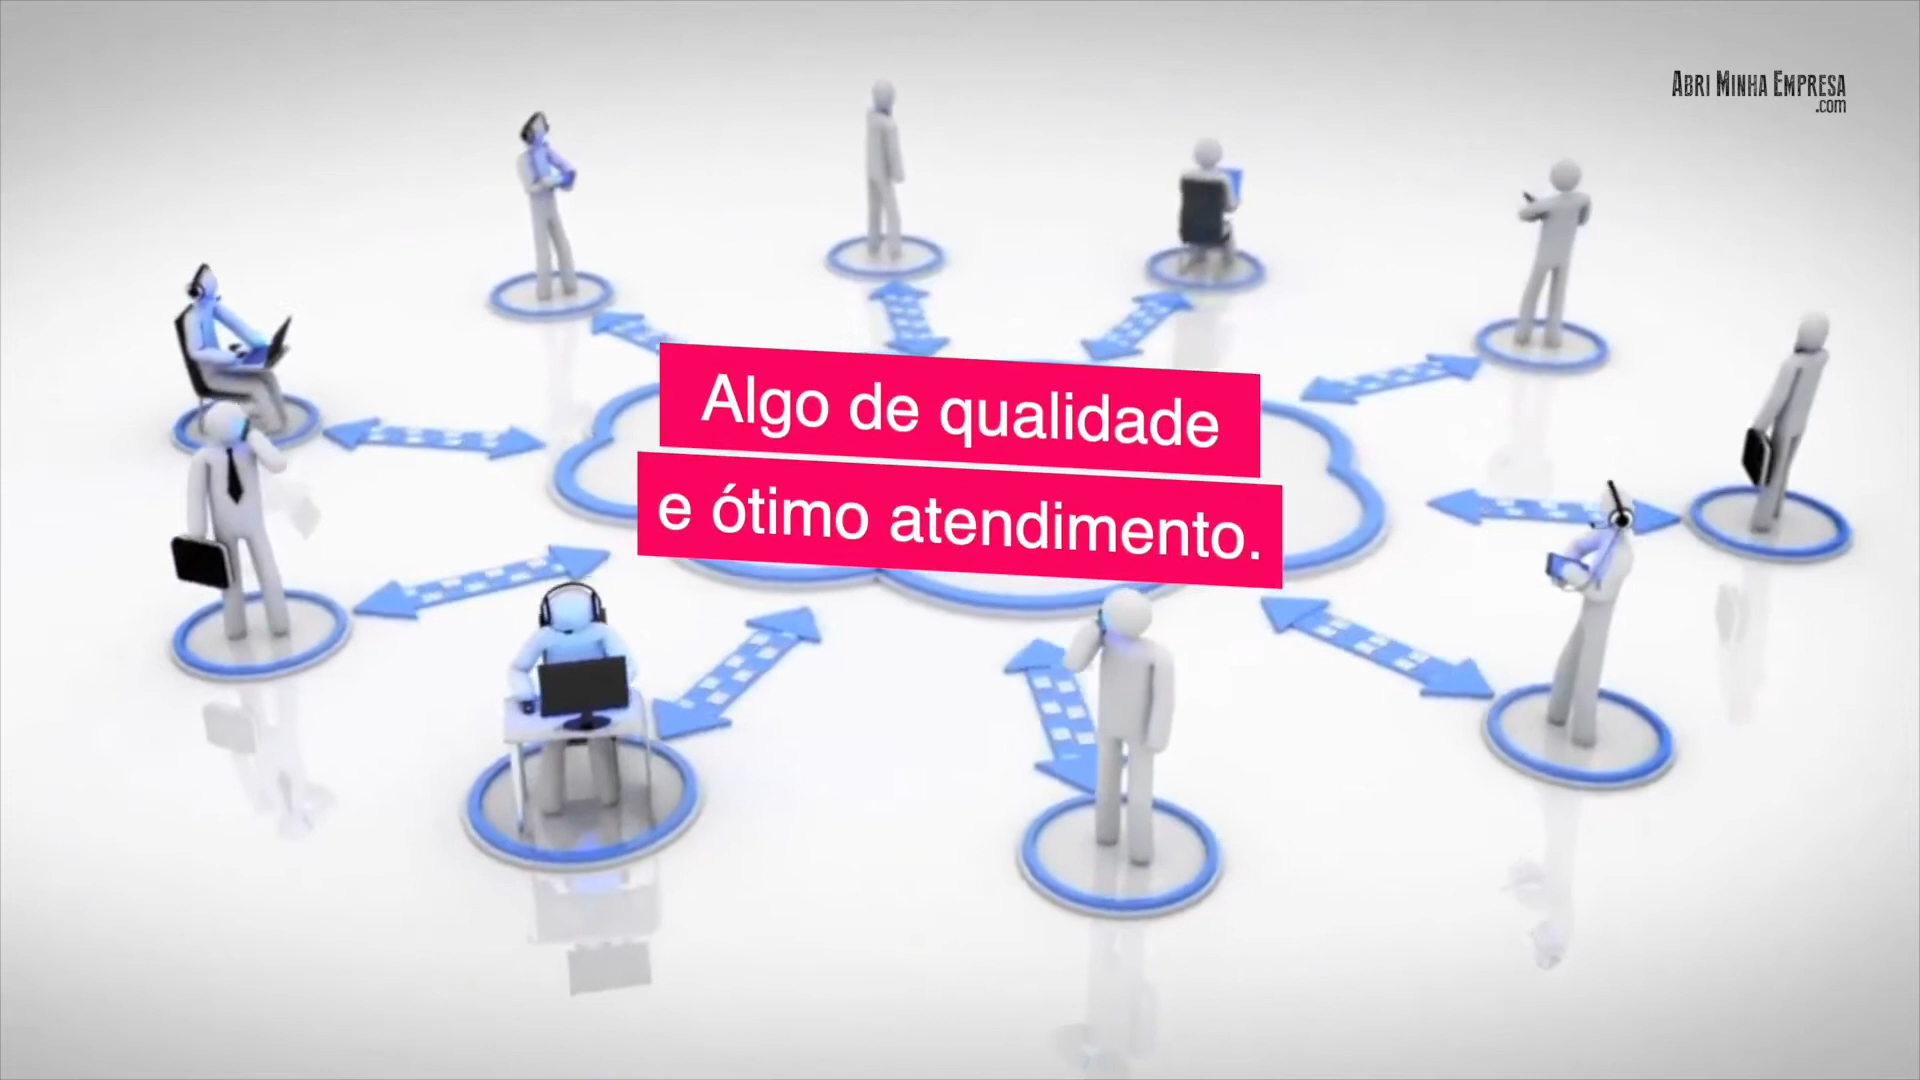 ABRI MINHA EMPRESA
.com
Algo de qualidade
e ótimo atendimento.